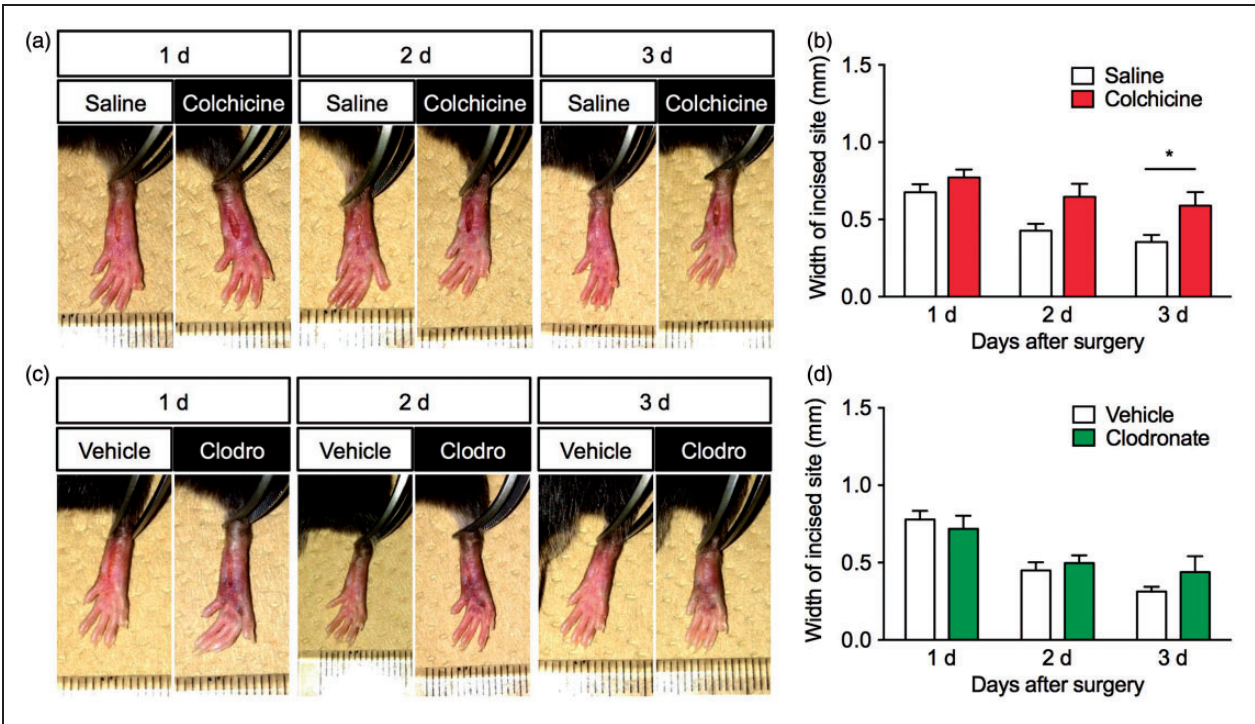 (a)
1 d
2 d
3 d
Saline
Colchicine
Saline
Colchicine
Saline
Colchicine
(b)
Width of incised site (mm)
1.5
1.0
0.5
0.0
Saline
Colchicine
*
1 d
2 d
3 d
Days after surgery
(c)
1 d
2 d
3 d
Vehicle
Clodro
Vehicle
Clodro
Vehicle
Clodro
(d)
Width of incised site (mm)
1.5
1.0
0.5
0.0
Vehicle
Clodronate
1 d
2 d
3 d
Days after surgery